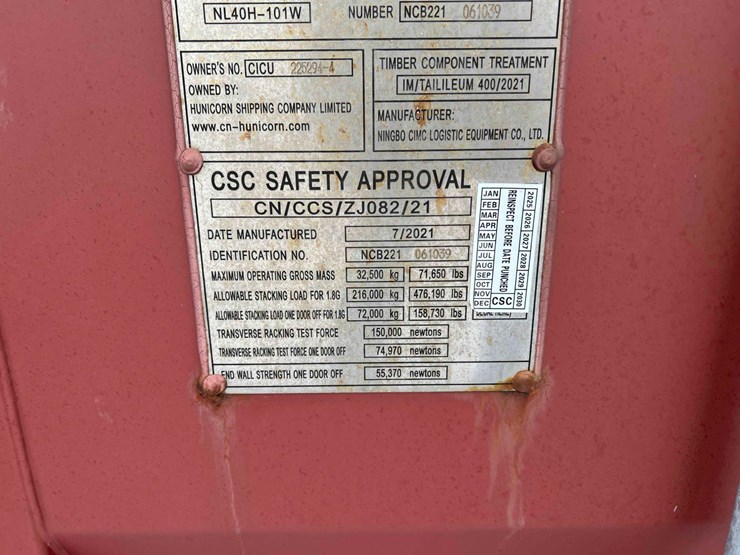 NL40H-101W NUMBER NCB221 061039
OWNER'S NO. CICU 225294-4
OWNED BY:
HUNICORN SHIPPING COMPANY LIMITED
www.cn-hunicorn.com
TIMBER COMPONENT TREATMENT
IM/TAILILEUM 400/2021
MANUFACTURER:
NINGBO CIMC LOGISTIC EQUIPMENT CO., LTD.
CSC SAFETY APPROVAL
CN/CCS/ZJ082/21
DATE MANUFACTURED 7/2021
IDENTIFICATION NO. NCB221 061039
MAXIMUM OPERATING GROSS MASS 32,500 kg 71,650 lbs
ALLOWABLE STACKING LOAD FOR 1.8G 216,000 kg 476,190 lbs
ALLOWABLE STACKING LOAD ONE DOOR OFF FOR 1.8G 72,000 kg 158,730 lbs
TRANSVERSE RACKING TEST FORCE 150,000 newtons
TRANSVERSE RACKING TEST FORCE ONE DOOR OFF 74,970 newtons
END WALL STRENGTH ONE DOOR OFF 55,370 newtons
JAN
FEB
MAR
APR
MAY
JUN
JUL
AUG
SEP
OCT
NOV
DEC
REINSPECT BEFORE DATE PUNCHED
CSC
2025 2026 2027 2028 2029 2030